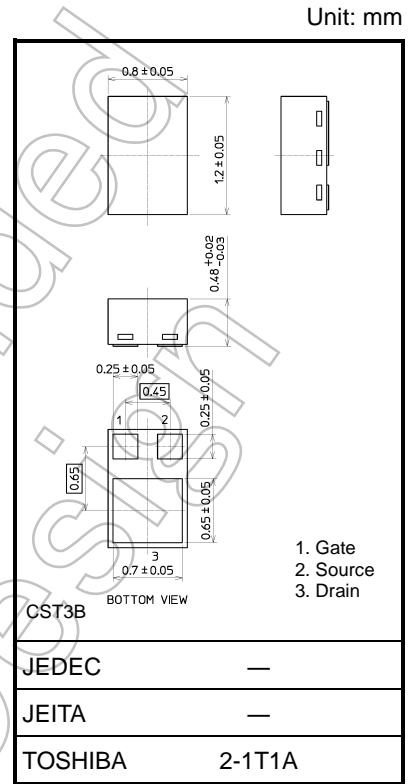 Unit: mm
0.8±0.05
1.2±0.05
0.48 +0.02 -0.03
0.25±0.05
0.45
0.25±0.05
1 2
0.65
0.65±0.05
3
0.7±0.05
1. Gate
2. Source
3. Drain
CST3B
BOTTOM VIEW
JEDEC —
JEITA —
TOSHIBA 2-1T1A